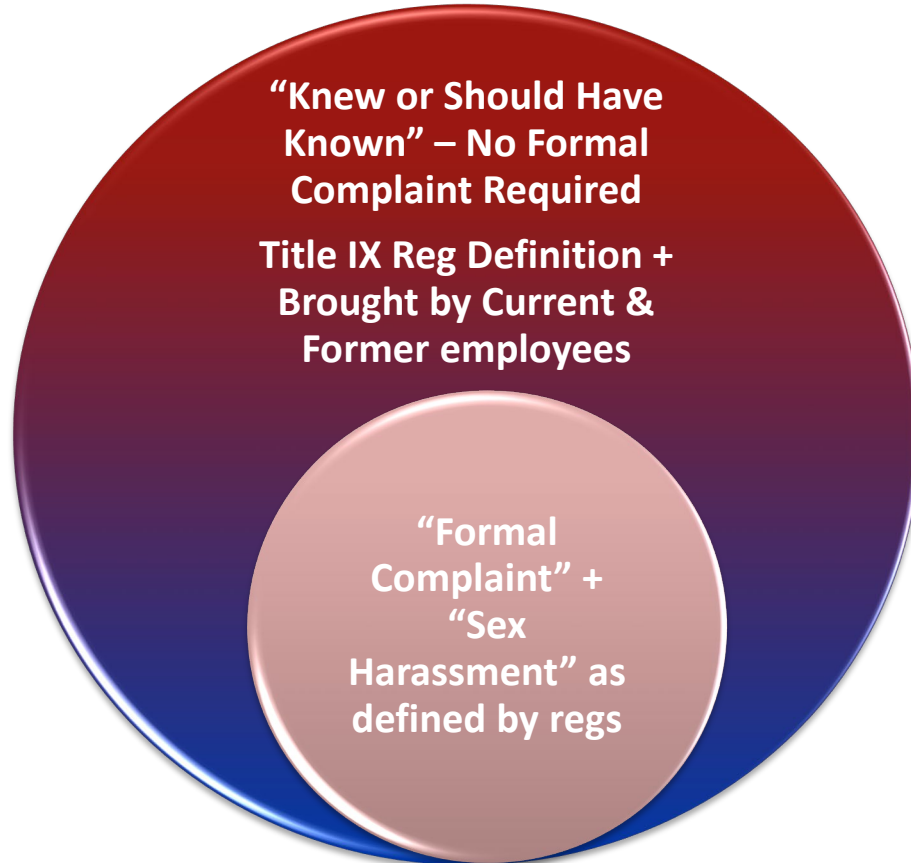 “Knew or Should Have
Known” – No Formal
Complaint Required
Title IX Reg Definition +
Brought by Current &
Former employees
“Formal
Complaint” +
“Sex
Harassment” as
defined by regs